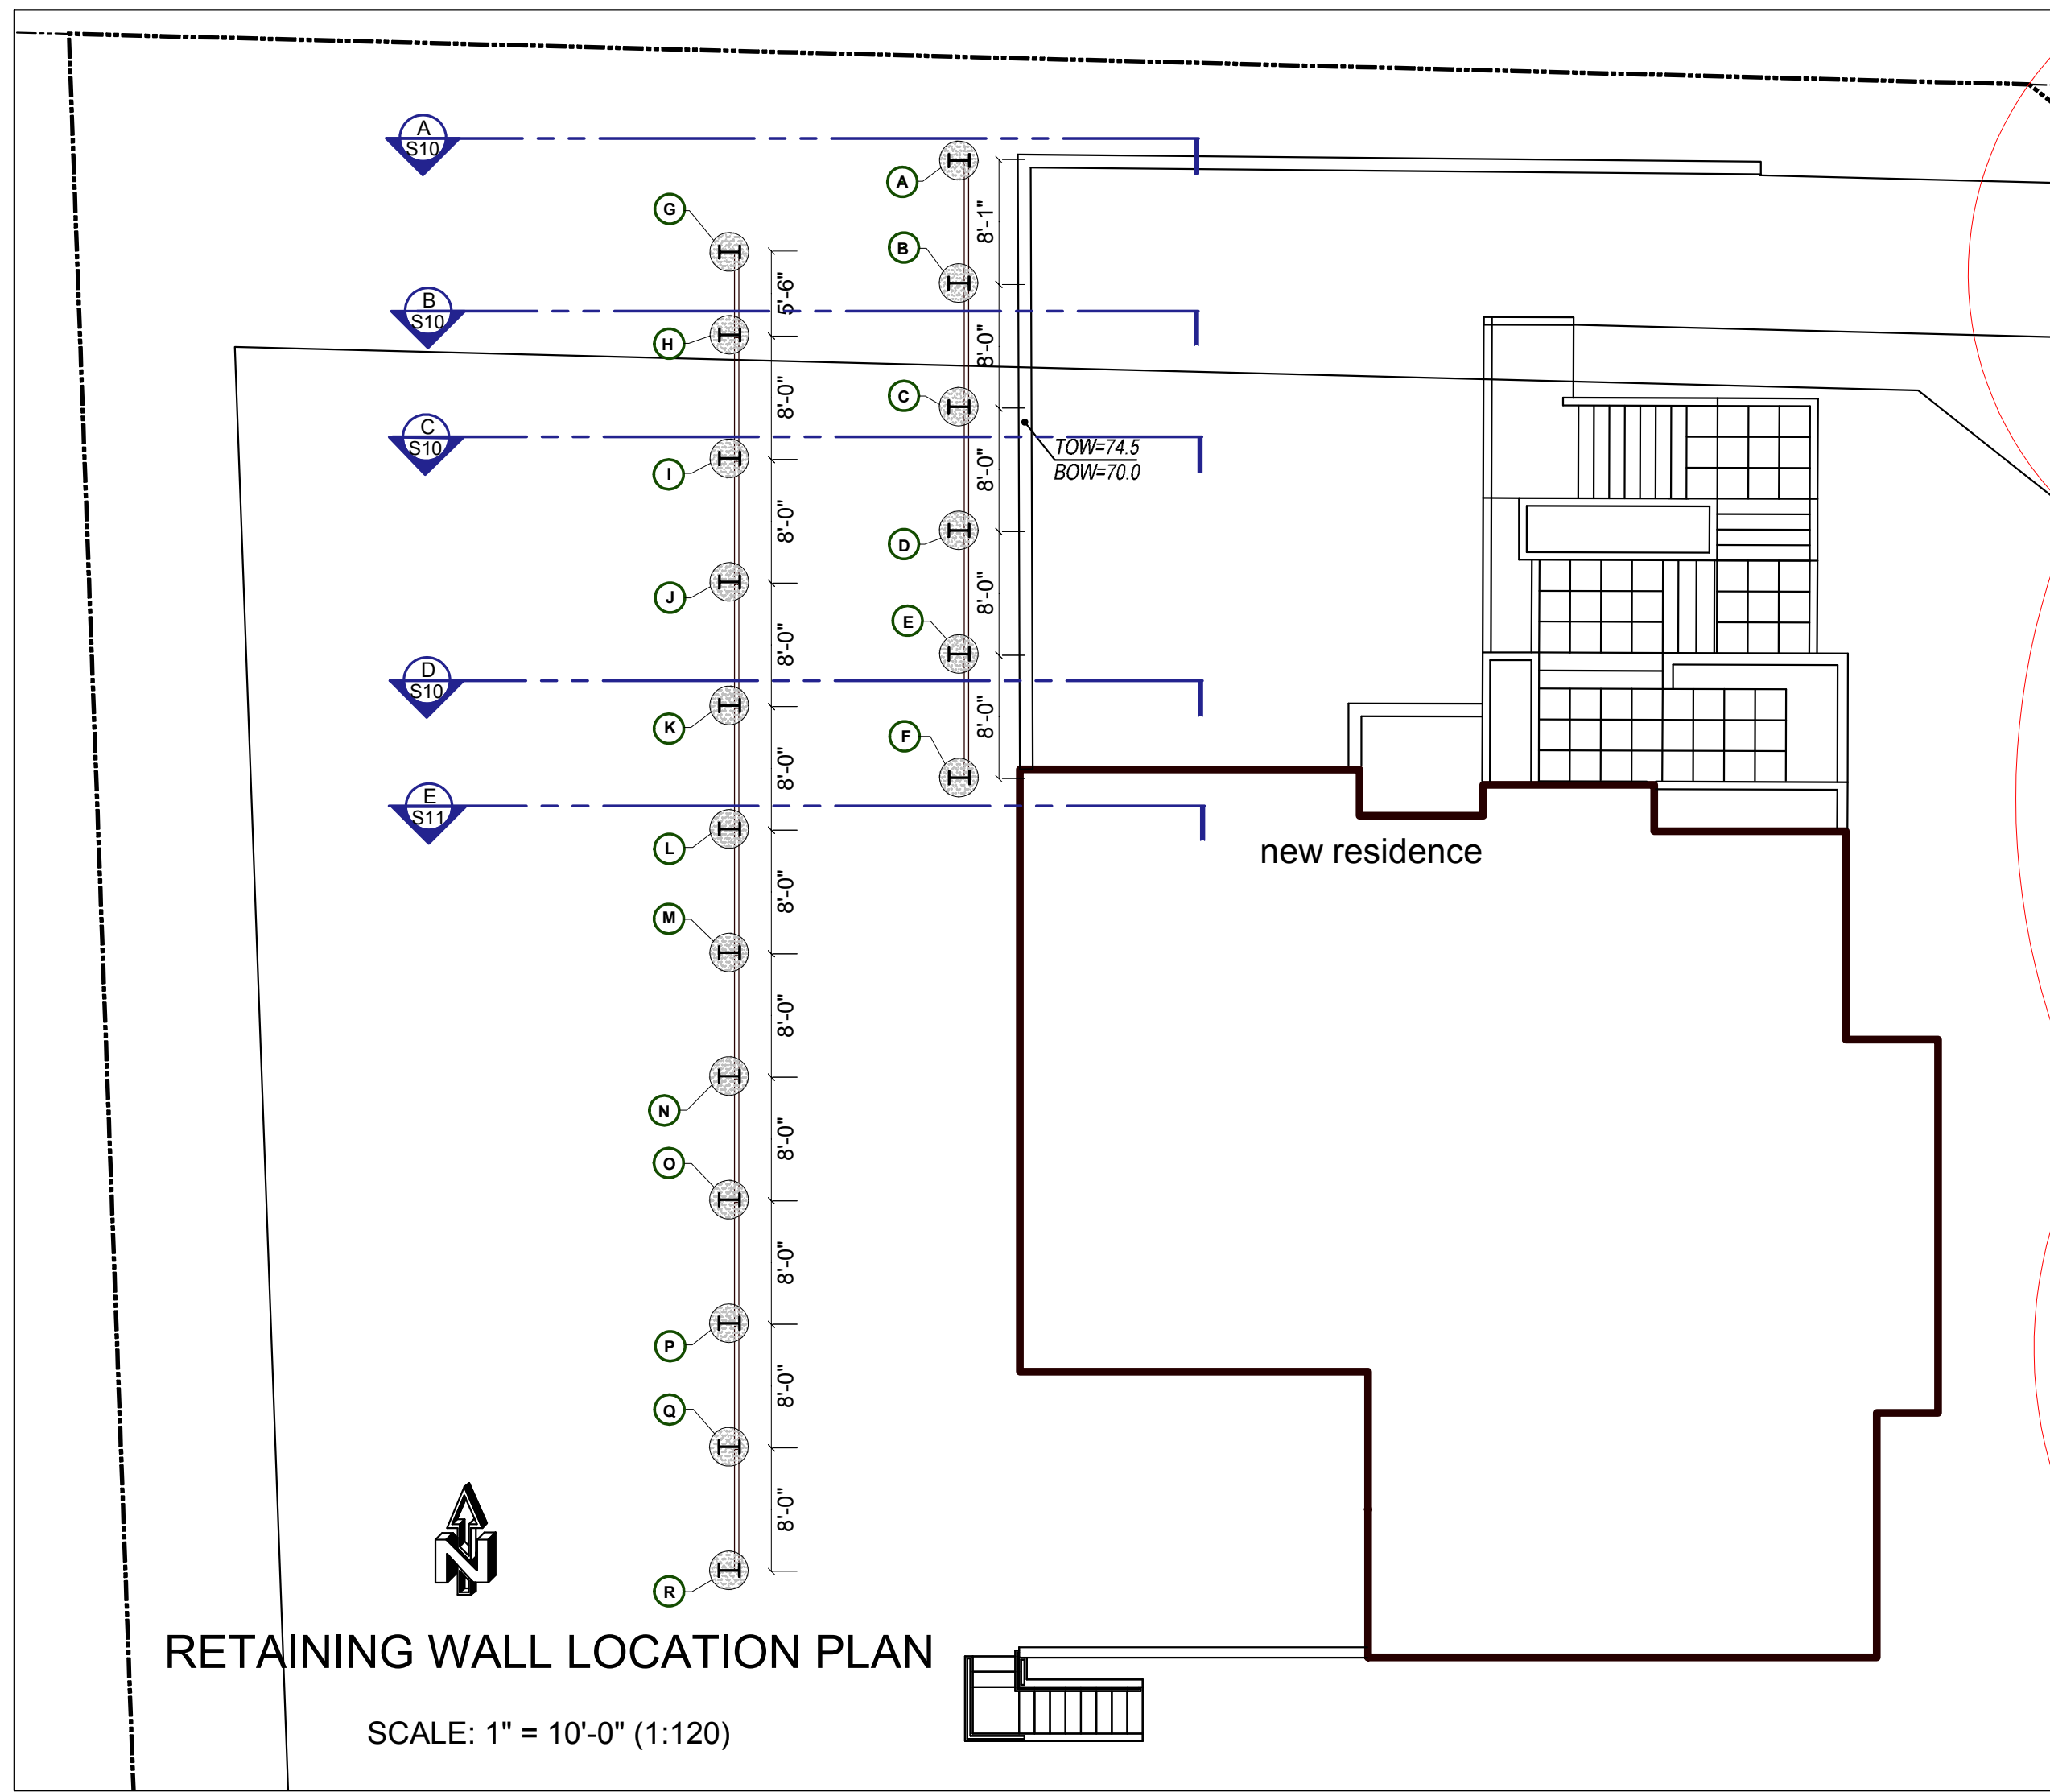 A
S10
A
G
8'-1"
B
5'-6"
B
S10
H
8'-0"
8'-0"
C
C
S10
TOW=74.5
BOW=70.0
I
8'-0"
8'-0"
D
J
8'-0"
E
8'-0"
D
S10
K
8'-0"
F
8'-0"
E
S11
L
new residence
8'-0"
M
8'-0"
N
8'-0"
O
8'-0"
P
8'-0"
Q
8'-0"
R
N
RETAINING WALL LOCATION PLAN
SCALE: 1" = 10'-0" (1:120)